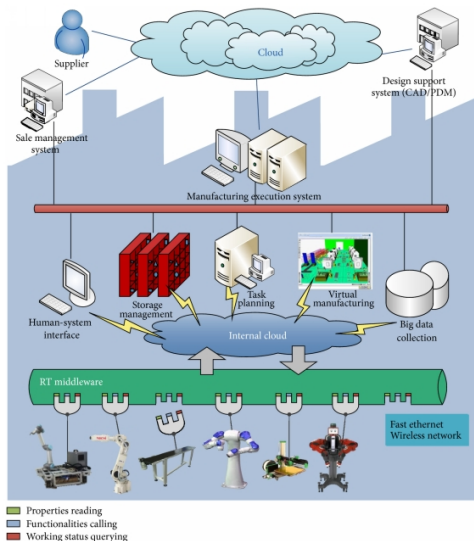 Cloud
Supplier
Design support
system (CAD/PDM)
Sale management
system
Manufacturing execution system
Storage
management
Task
planning
Virtual
manufacturing
Human-system
interface
Internal cloud
Big data
collection
RT middleware
Fast ethernet
Wireless network
Properties reading
Functionalities calling
Working status querying